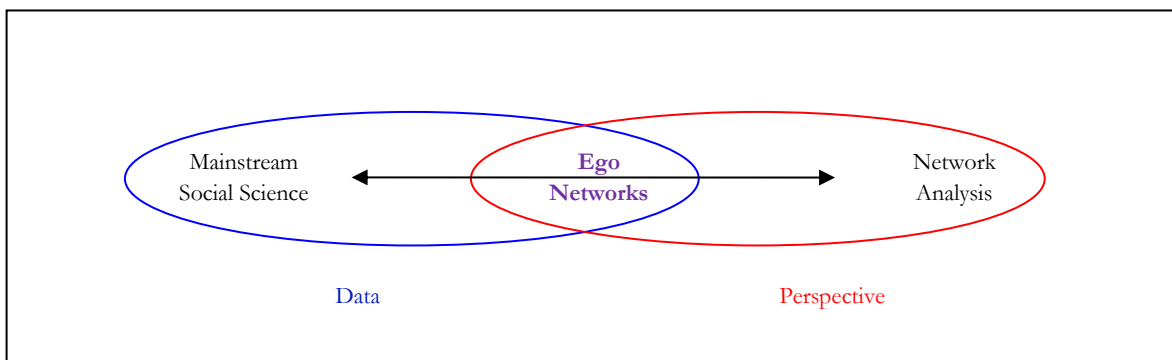 Mainstream
Social Science
Ego
Networks
Network
Analysis
Data
Perspective